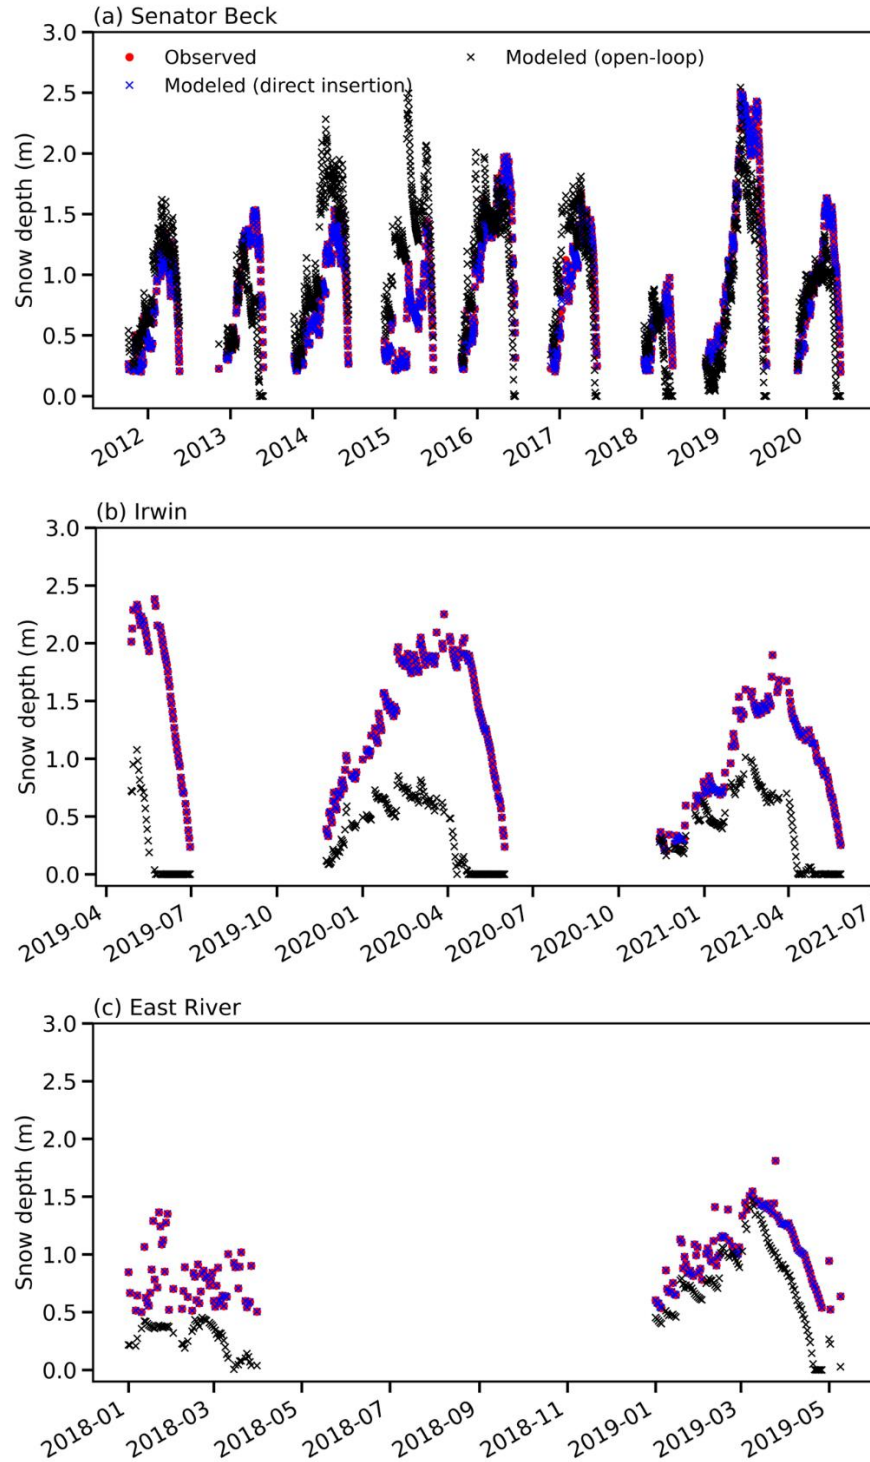 (a) Senator Beck
3.0
Observed
Modeled (open-loop)
Modeled (direct insertion)
2.5
2.0
1.5
1.0
0.5
0.0
Snow depth (m)
2012 2013 2014 2015 2016 2017 2018 2019 2020
(b) Irwin
3.0
2.5
2.0
1.5
1.0
0.5
0.0
Snow depth (m)
2019-04 2019-07 2019-10 2020-01 2020-04 2020-07 2020-10 2021-01 2021-04 2021-07
(c) East River
3.0
2.5
2.0
1.5
1.0
0.5
0.0
Snow depth (m)
2018-01 2018-03 2018-05 2018-07 2018-09 2018-11 2019-01 2019-03 2019-05